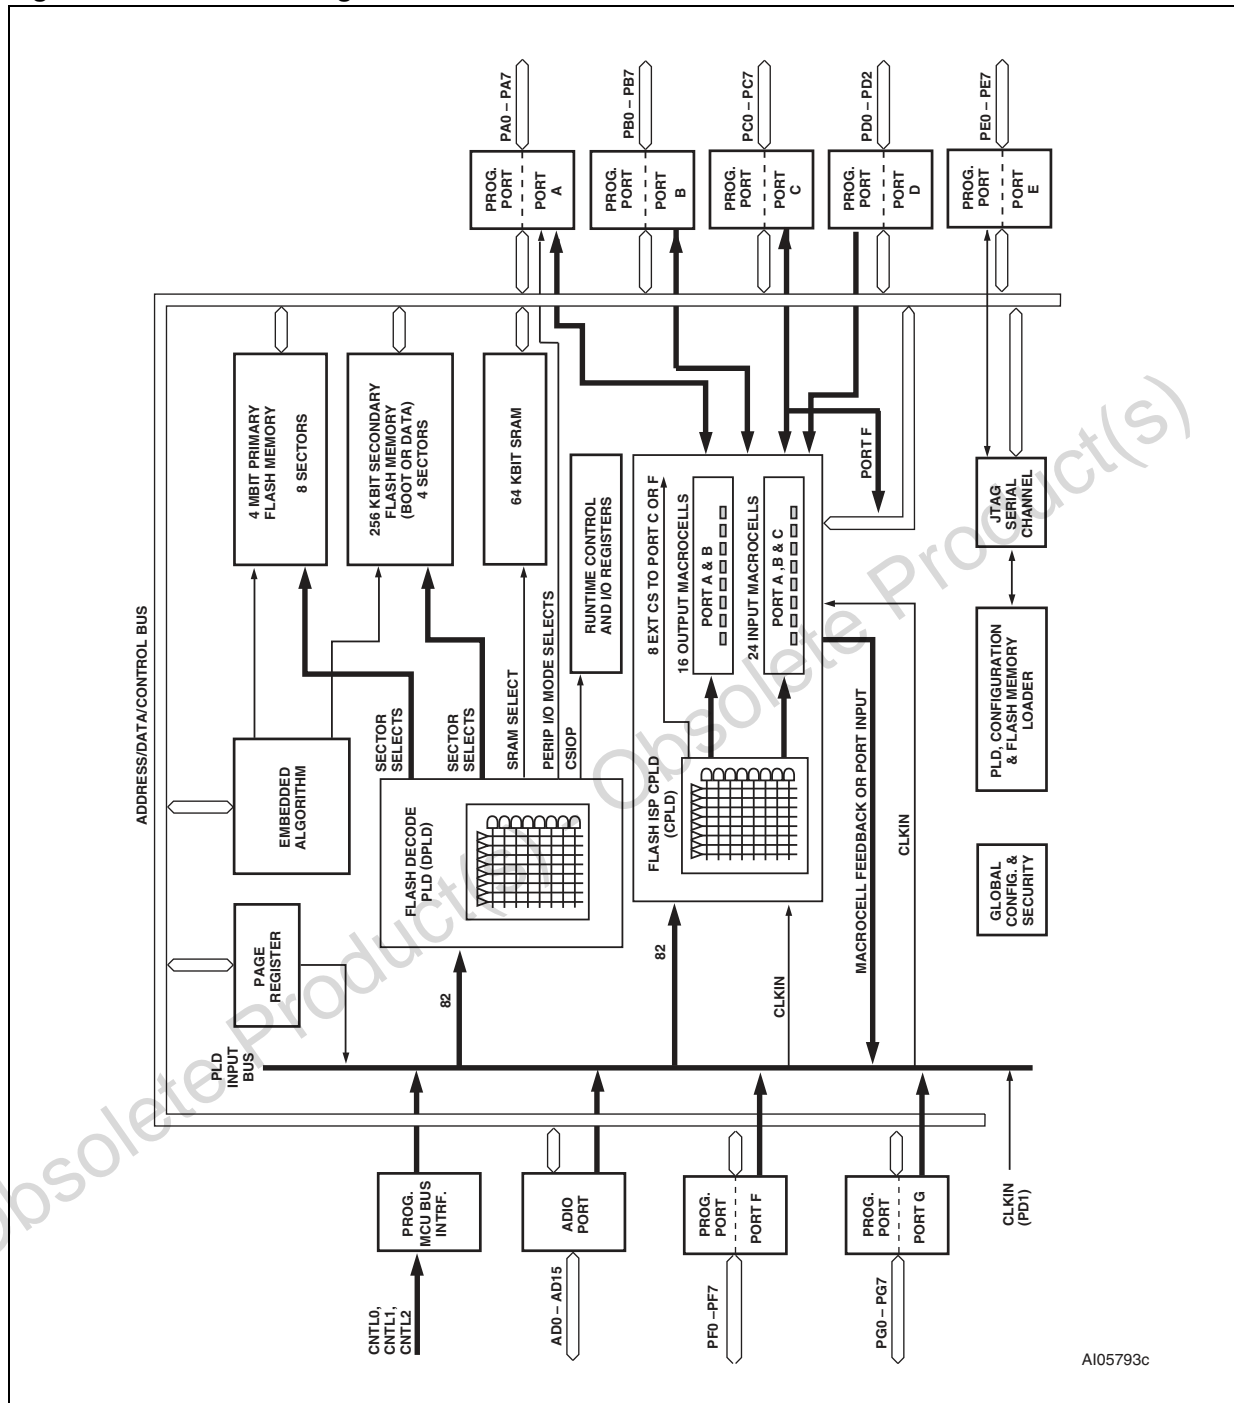 PA0 – PA7
PB0 – PB7
PC0 – PC7
PD0 – PD2
PE0 – PE7
PROG.
PORT
PORT
A
PROG.
PORT
PORT
B
PROG.
PORT
PORT
C
PROG.
PORT
PORT
D
PROG.
PORT
PORT
E
ADDRESS/DATA/CONTROL BUS
4 MBIT PRIMARY
FLASH MEMORY
8 SECTORS
256 KBIT SECONDARY
FLASH MEMORY
(BOOT OR DATA)
4 SECTORS
64 KBIT SRAM
RUNTIME CONTROL
AND I/O REGISTERS
SECTOR
SELECTS
SECTOR
SELECTS
SRAM SELECT
PERIP I/O MODE SELECTS
CSIOP
8 EXT CS TO PORT C OR F
16 OUTPUT MACROCELLS
PORT A & B
24 INPUT MACROCELLS
PORT A ,B & C
PORT F
JTAG
SERIAL
CHANNEL
EMBEDDED
ALGORITHM
FLASH DECODE
PLD (DPLD)
FLASH ISP CPLD
(CPLD)
MACROCELL FEEDBACK OR PORT INPUT
CLKIN
PLD, CONFIGURATION
& FLASH MEMORY
LOADER
GLOBAL
CONFIG. &
SECURITY
PAGE
REGISTER
82
82
CLKIN
PLD
INPUT
BUS
PROG.
MCU BUS
INTRF.
ADIO
PORT
PROG.
PORT
PORT F
PROG.
PORT
PORT G
CLKIN
(PD1)
CNTL0,
CNTL1,
CNTL2
AD0 – AD15
PF0 –PF7
PG0 – PG7
AI05793c
Obsolete Product(s) - Obsolete Product(s)